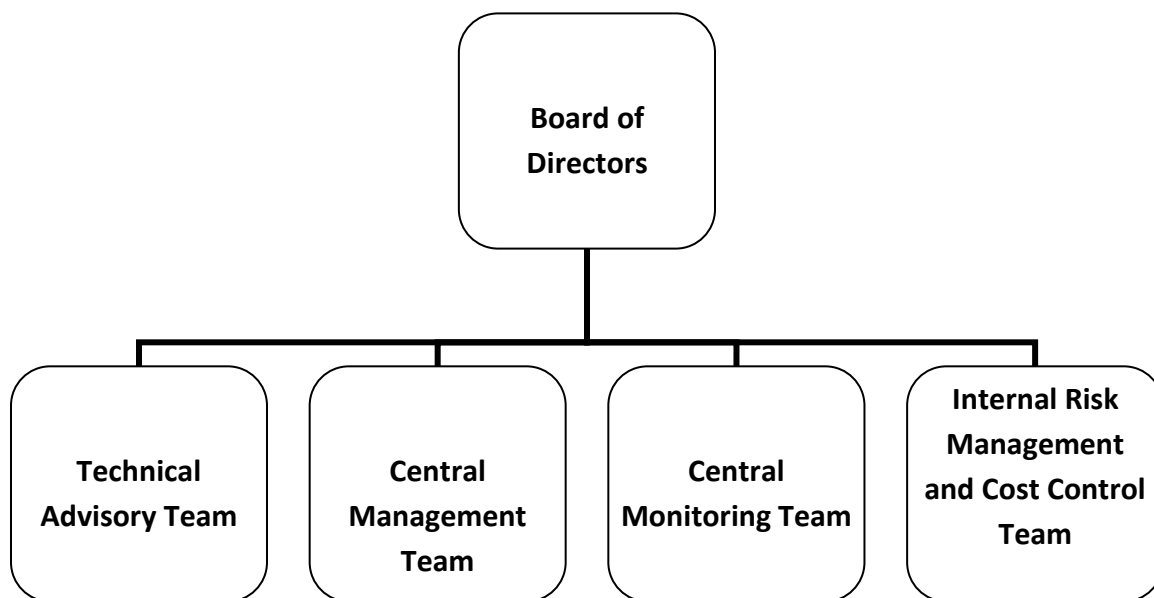 Board of
Directors
Technical
Advisory Team
Central
Management
Team
Central
Monitoring Team
Internal Risk
Management
and Cost Control
Team